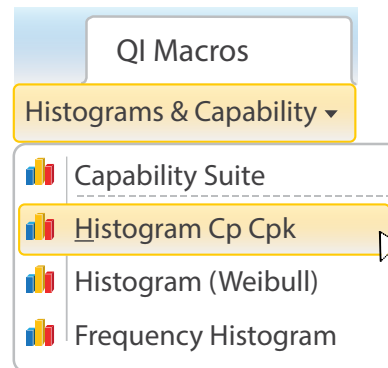 QI Macros
Histograms & Capability
Capability Suite
Histogram Cp Cpk
Histogram (Weibull)
Frequency Histogram